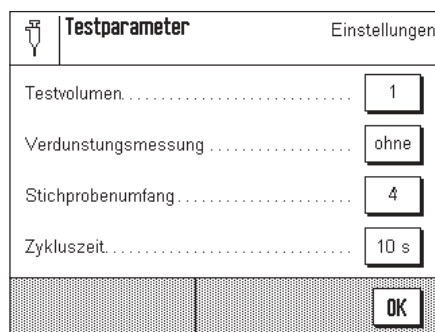 Testparameter Einstellungen
Testvolumen.............................. 1
Verdunstungsmessung .................. ohne
Stichprobenumfang...................... 4
Zykluszeit................................ 10 s
OK